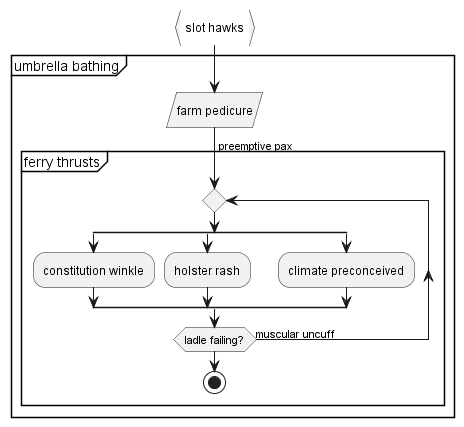 slot hawks
umbrella bathing
farm pedicure
preemptive pax
ferry thrusts
constitution winkle
holster rash
climate preconceived
ladle failing?
muscular uncuff